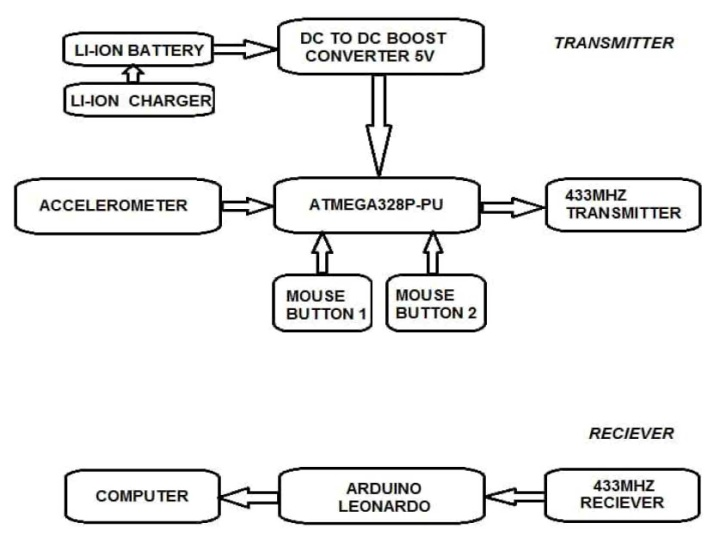 DC TO DC BOOST
CONVERTER 5V
TRANSMITTER
LI-ION BATTERY
LI-ION CHARGER
ACCELEROMETER
ATMEGA328P-PU
433MHZ
TRANSMITTER
MOUSE
BUTTON 1
MOUSE
BUTTON 2
RECIEVER
COMPUTER
ARDUINO
LEONARDO
433MHZ
RECIEVER